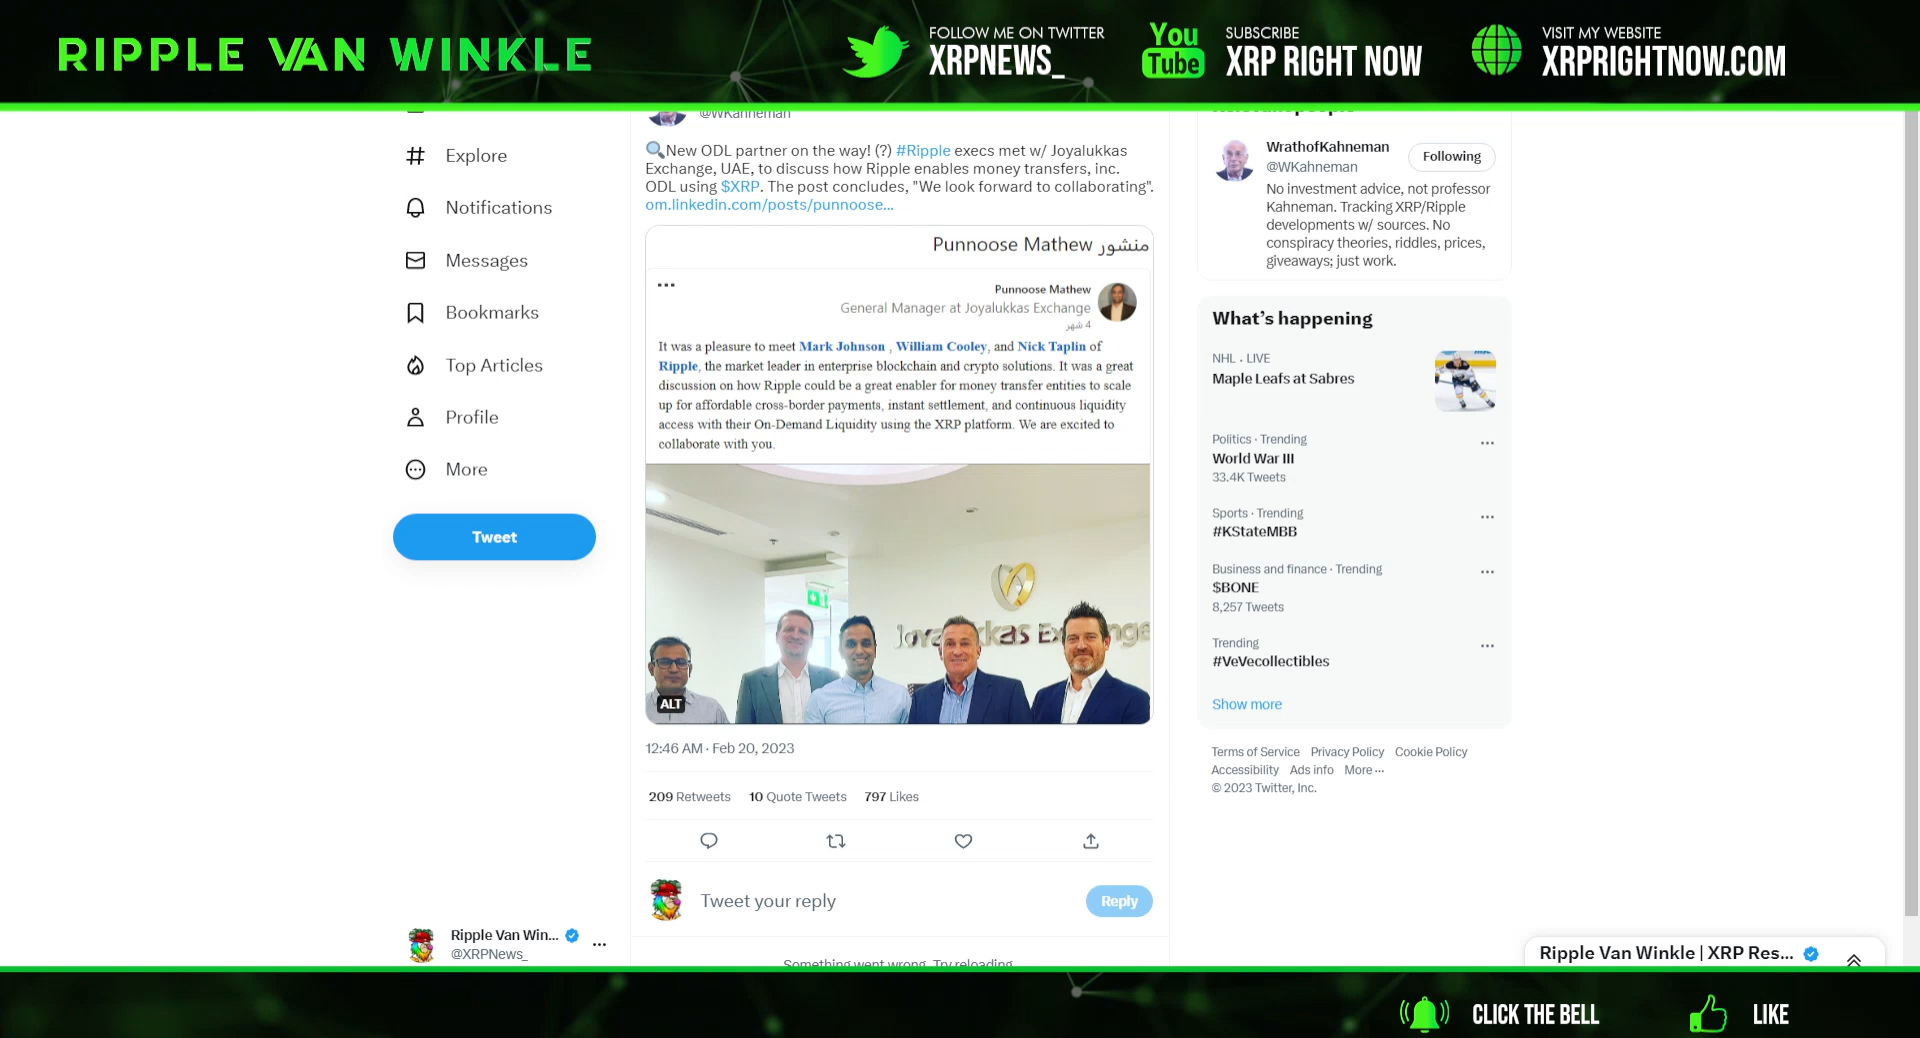 RIPPLE VAN WINKLE
FOLLOW ME ON TWITTER
XRPNEWS_
You
Tube
SUBSCRIBE
XRP RIGHT NOW
VISIT MY WEBSITE
XRPRIGHTNOW.COM
Explore
Notifications
Messages
Bookmarks
Top Articles
Profile
More
Tweet
Ripple Van Win...
@XRPNews_
@WKahneman
New ODL partner on the way! (?) #Ripple execs met w/ Joyalukkas
Exchange, UAE, to discuss how Ripple enables money transfers, inc.
ODL using $XRP. The post concludes, "We look forward to collaborating".
om.linkedin.com/posts/punnoose...
منشور Punnoose Mathew
Punnoose Mathew
General Manager at Joyalukkas Exchange
4 شهر
It was a pleasure to meet Mark Johnson , William Cooley, and Nick Taplin of
Ripple, the market leader in enterprise blockchain and crypto solutions. It was a great
discussion on how Ripple could be a great enabler for money transfer entities to scale
up for affordable cross-border payments, instant settlement, and continuous liquidity
access with their On-Demand Liquidity using the XRP platform. We are excited to
collaborate with you.
ALT
12:46 AM · Feb 20, 2023
209 Retweets 10 Quote Tweets 797 Likes
Tweet your reply
Reply
Something went wrong. Try reloading.
WrathofKahneman
@WKahneman
Following
No investment advice, not professor
Kahneman. Tracking XRP/Ripple
developments w/ sources. No
conspiracy theories, riddles, prices,
giveaways; just work.
What's happening
NHL · LIVE
Maple Leafs at Sabres
Politics · Trending
World War III
33.4K Tweets
Sports · Trending
#KStateMBB
Business and finance · Trending
$BONE
8,257 Tweets
Trending
#VeVecollectibles
Show more
Terms of Service Privacy Policy Cookie Policy
Accessibility Ads info More ···
© 2023 Twitter, Inc.
Ripple Van Winkle | XRP Res...
CLICK THE BELL
LIKE